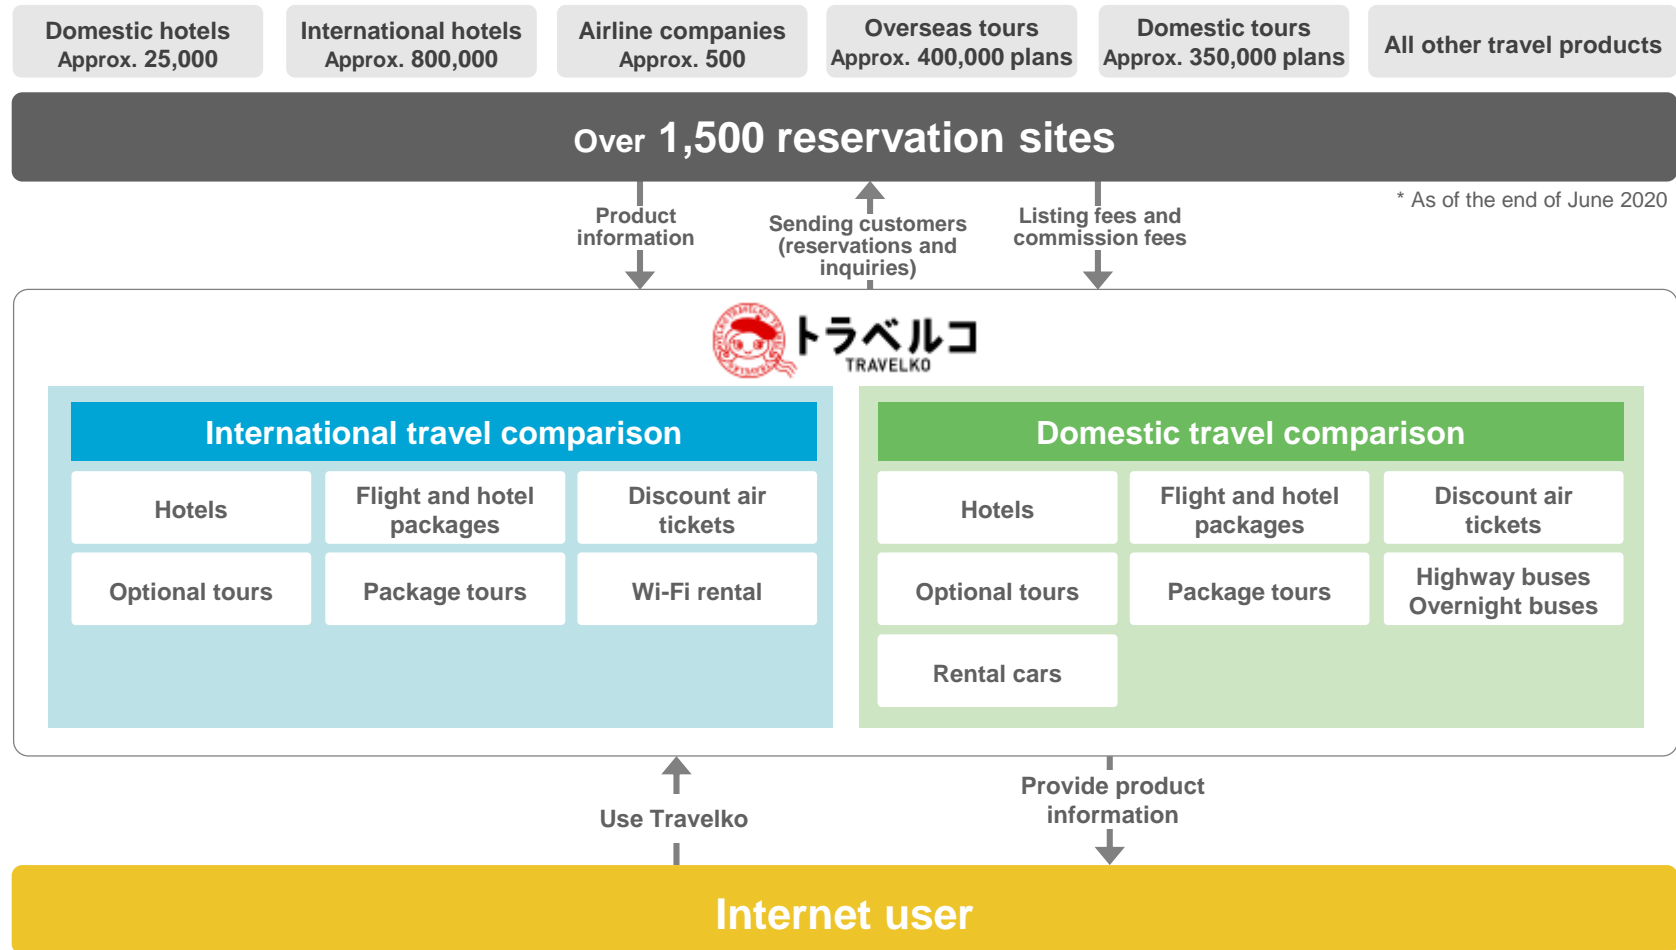 Domestic hotels
Approx. 25,000
International hotels
Approx. 800,000
Airline companies
Approx. 500
Overseas tours
Approx. 400,000 plans
Domestic tours
Approx. 350,000 plans
All other travel products
Over 1,500 reservation sites
* As of the end of June 2020
Product
information
Sending customers
(reservations and
inquiries)
Listing fees and
commission fees
トラベルコ
TRAVELKO
International travel comparison
Hotels
Flight and hotel
packages
Discount air
tickets
Optional tours
Package tours
Wi-Fi rental
Domestic travel comparison
Hotels
Flight and hotel
packages
Discount air
tickets
Optional tours
Package tours
Highway buses
Overnight buses
Rental cars
Use Travelko
Provide product
information
Internet user